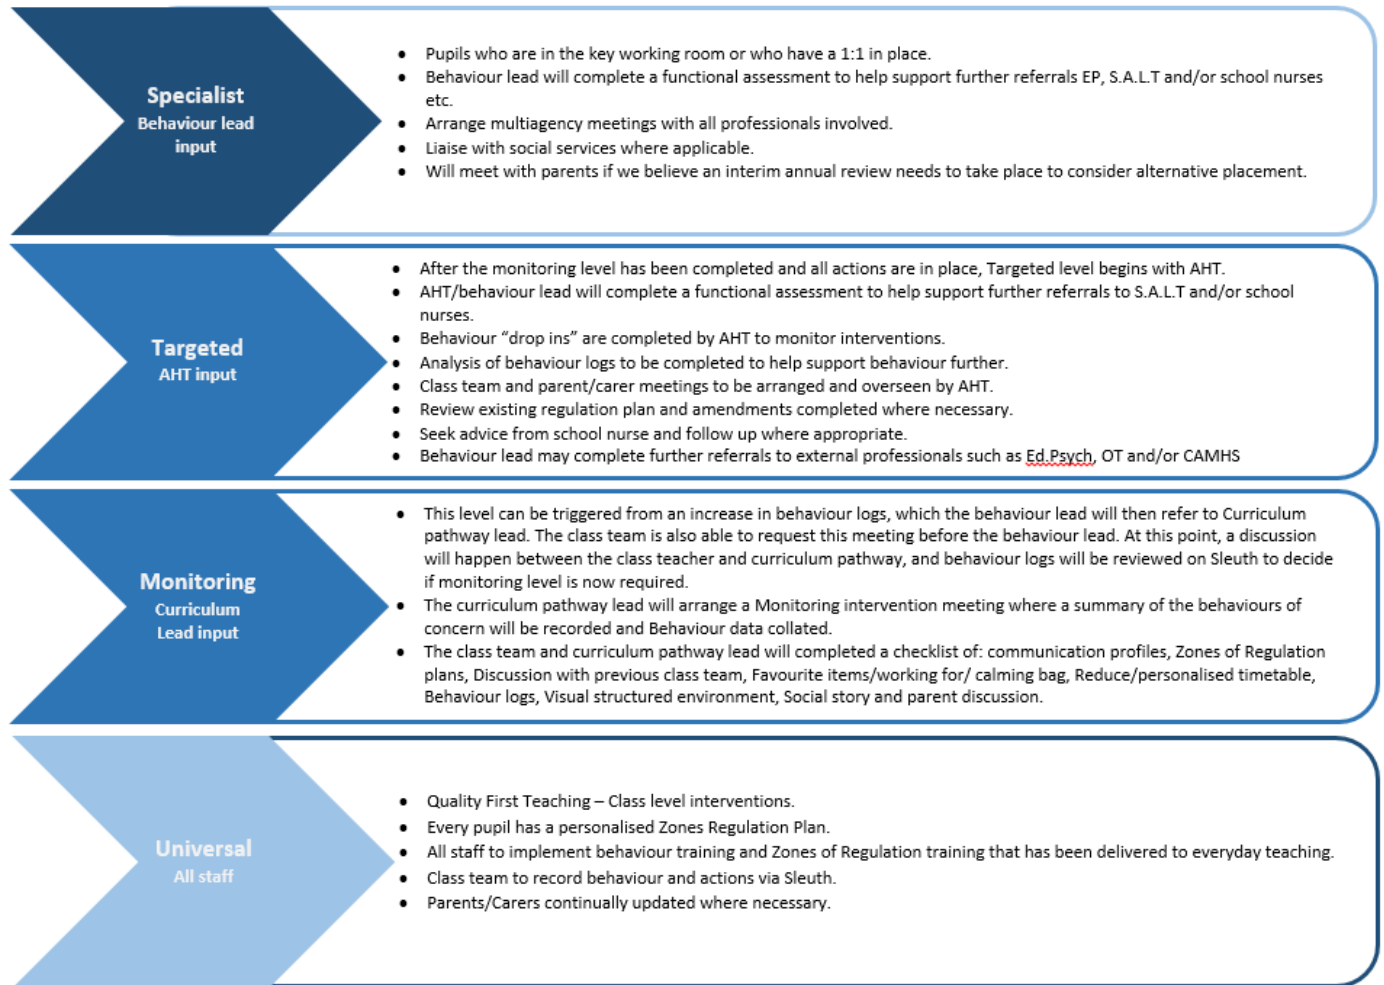 Specialist
Behaviour lead
input
• Pupils who are in the key working room or who have a 1:1 in place.
• Behaviour lead will complete a functional assessment to help support further referrals EP, S.A.L.T and/or school nurses
etc.
• Arrange multiagency meetings with all professionals involved.
• Liaise with social services where applicable.
• Will meet with parents if we believe an interim annual review needs to take place to consider alternative placement.
Targeted
AHT input
• After the monitoring level has been completed and all actions are in place, Targeted level begins with AHT.
• AHT/behaviour lead will complete a functional assessment to help support further referrals to S.A.L.T and/or school
nurses.
• Behaviour “drop ins” are completed by AHT to monitor interventions.
• Analysis of behaviour logs to be completed to help support behaviour further.
• Class team and parent/carer meetings to be arranged and overseen by AHT.
• Review existing regulation plan and amendments completed where necessary.
• Seek advice from school nurse and follow up where appropriate.
• Behaviour lead may complete further referrals to external professionals such as Ed.Psych, OT and/or CAMHS
Monitoring
Curriculum
Lead input
• This level can be triggered from an increase in behaviour logs, which the behaviour lead will then refer to Curriculum
pathway lead. The class team is also able to request this meeting before the behaviour lead. At this point, a discussion
will happen between the class teacher and curriculum pathway, and behaviour logs will be reviewed on Sleuth to decide
if monitoring level is now required.
• The curriculum pathway lead will arrange a Monitoring intervention meeting where a summary of the behaviours of
concern will be recorded and Behaviour data collated.
• The class team and curriculum pathway lead will completed a checklist of: communication profiles, Zones of Regulation
plans, Discussion with previous class team, Favourite items/working for/ calming bag, Reduce/personalised timetable,
Behaviour logs, Visual structured environment, Social story and parent discussion.
Universal
All staff
• Quality First Teaching – Class level interventions.
• Every pupil has a personalised Zones Regulation Plan.
• All staff to implement behaviour training and Zones of Regulation training that has been delivered to everyday teaching.
• Class team to record behaviour and actions via Sleuth.
• Parents/Carers continually updated where necessary.